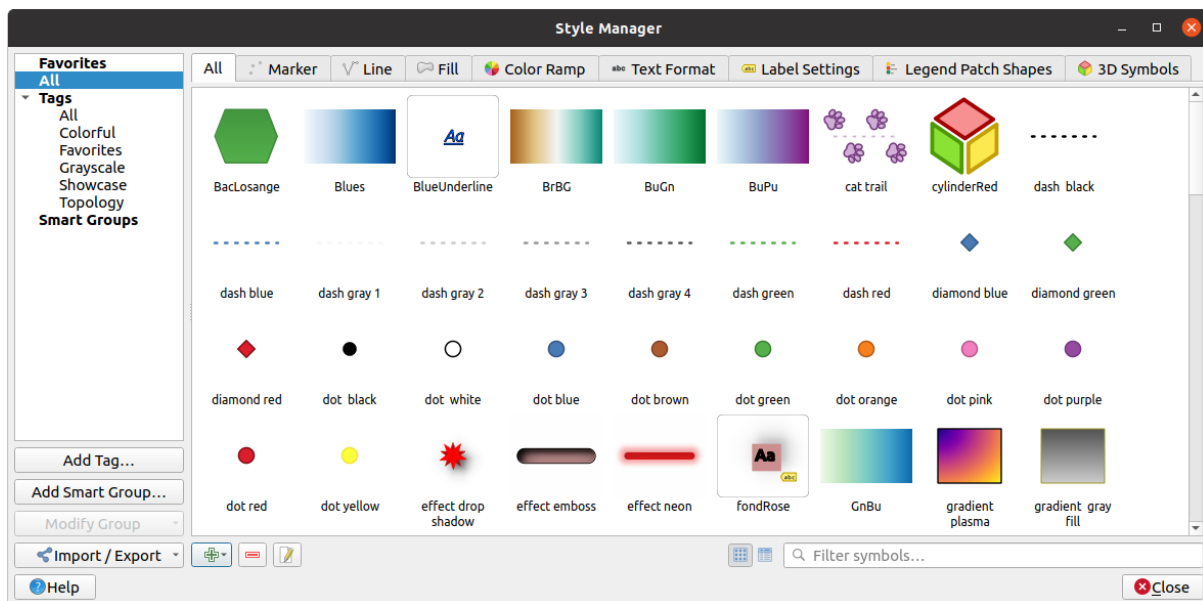 Style Manager
Favorites
All
Tags
All
Colorful
Favorites
Grayscale
Showcase
Topology
Smart Groups
Add Tag...
Add Smart Group...
Modify Group
Import / Export
Help
All Marker Line Fill Color Ramp abc Text Format abc Label Settings Legend Patch Shapes 3D Symbols
Aa
BacLosange Blues BlueUnderline BrBG BuGn BuPu cat trail cylinderRed dash black
dash blue dash gray 1 dash gray 2 dash gray 3 dash gray 4 dash green dash red diamond blue diamond green
diamond red dot black dot white dot blue dot brown dot green dot orange dot pink dot purple
Aa
abc
dot red dot yellow effect drop shadow effect emboss effect neon fondRose GnBu gradient plasma gradient gray fill
Filter symbols...
Close